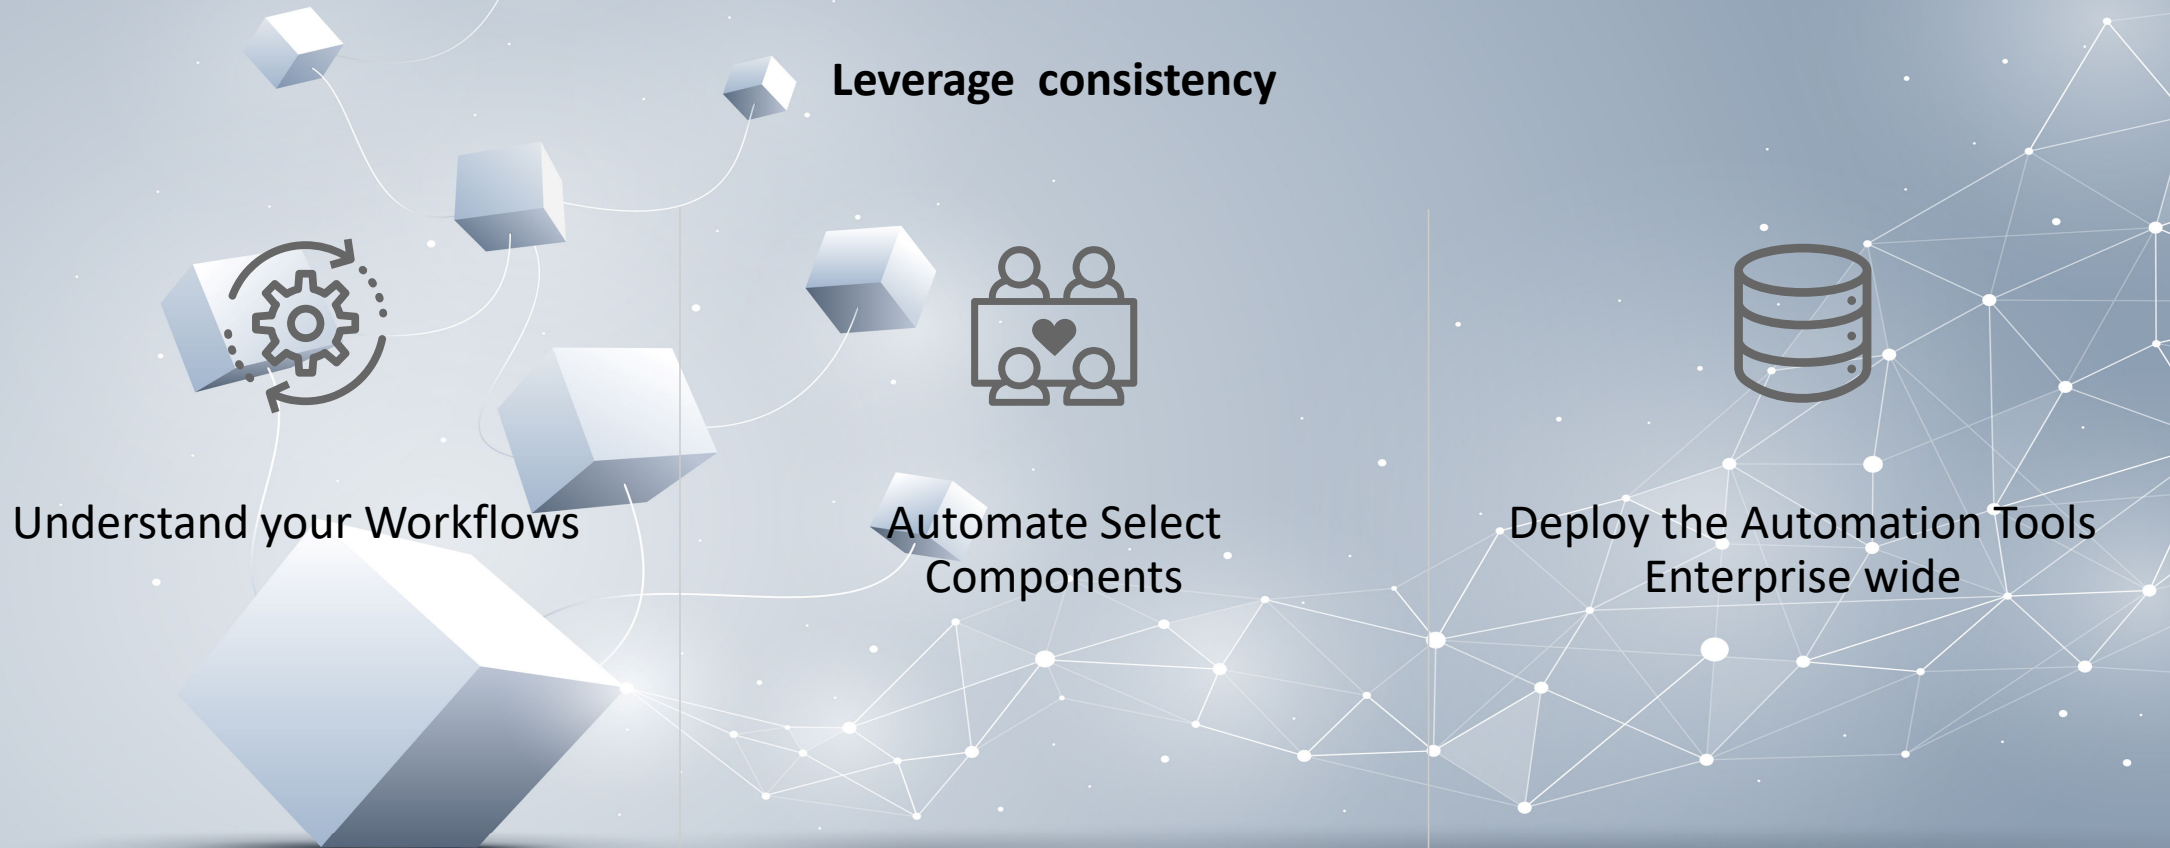 Leverage  consistency
Understand your Workflows
Automate Select
Components
Deploy the Automation Tools
Enterprise wide